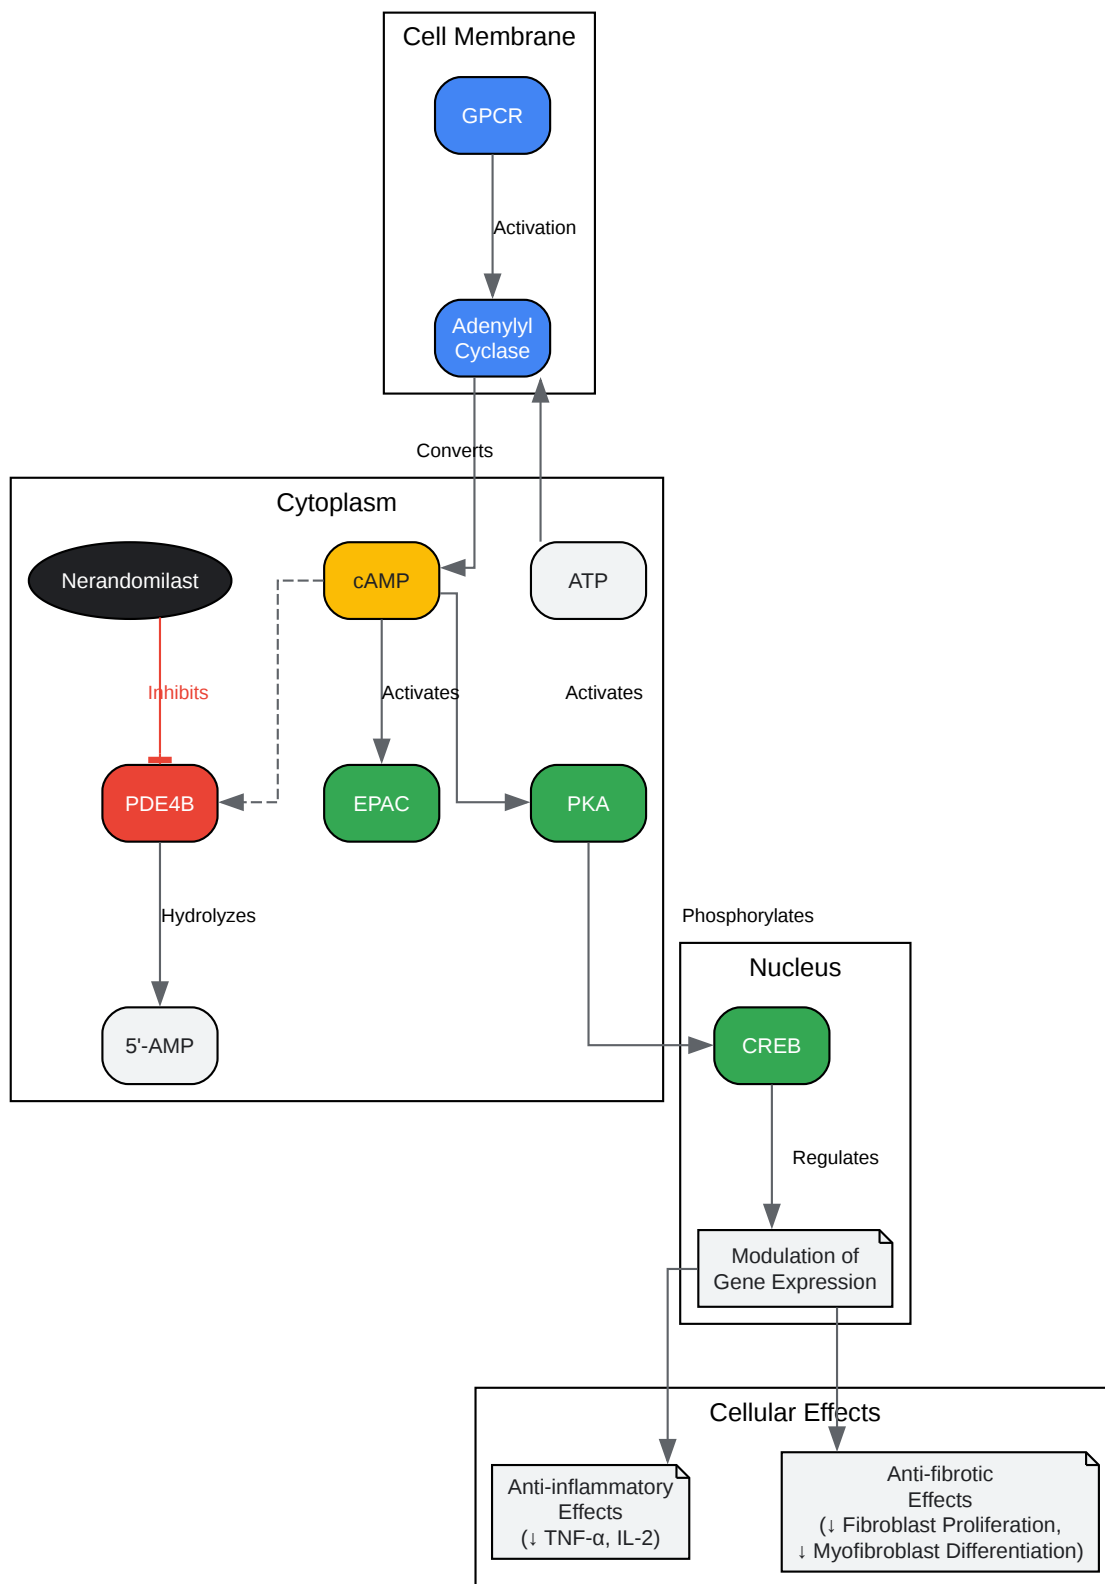 Cell Membrane
GPCR
Activation
Adenylyl
Cyclase
Converts
Cytoplasm
Nerandomilast
cAMP
ATP
Inhibits
Activates
Activates
PDE4B
EPAC
PKA
Hydrolyzes
Phosphorylates
Nucleus
5'-AMP
CREB
Regulates
Modulation of
Gene Expression
Cellular Effects
Anti-inflammatory
Effects
(↓ TNF-α, IL-2)
Anti-fibrotic
Effects
(↓ Fibroblast Proliferation,
↓ Myofibroblast Differentiation)